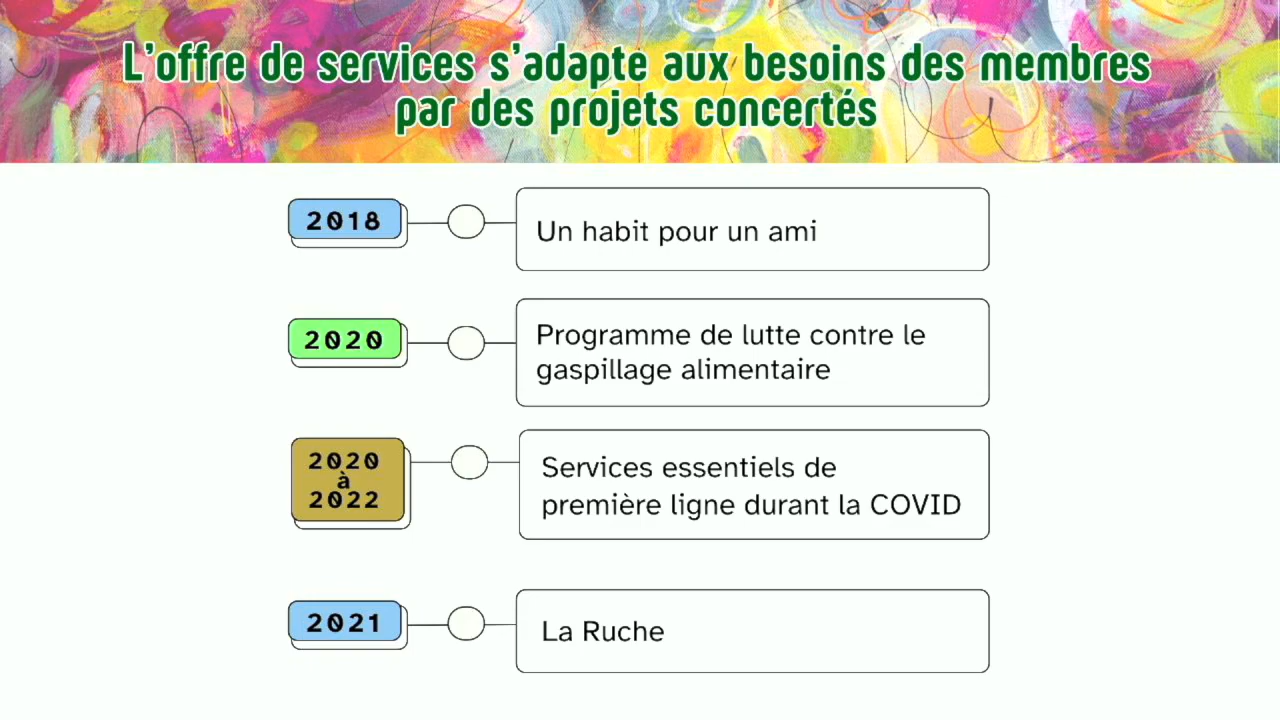 L'offre de services s'adapte aux besoins des membres
par des projets concertés
2018
Un habit pour un ami
2020
Programme de lutte contre le
gaspillage alimentaire
2020
à
2022
Services essentiels de
première ligne durant la COVID
2021
La Ruche